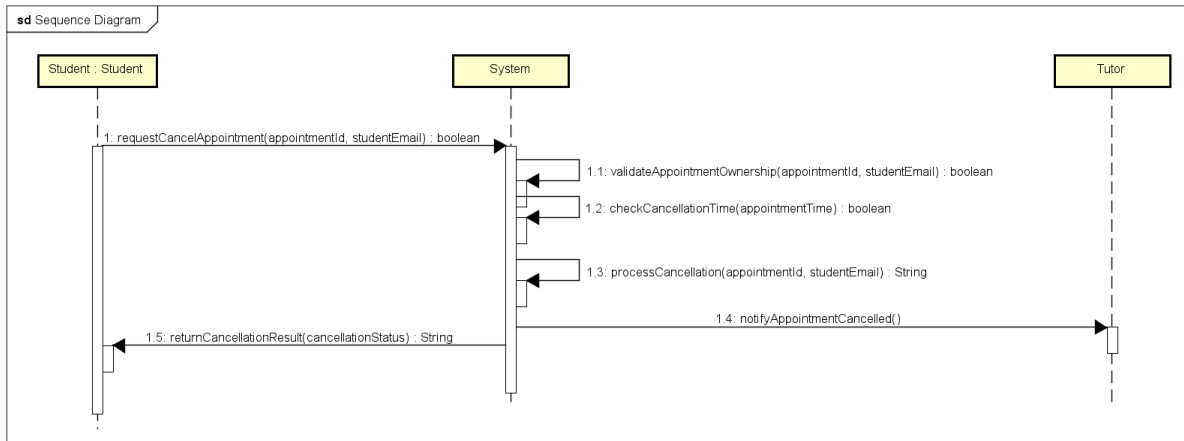 sd Sequence Diagram
Student : Student
System
Tutor
1: requestCancelAppointment(appointmentId, studentEmail) : boolean
1.1: validateAppointmentOwnership(appointmentId, studentEmail) : boolean
1.2: checkCancellationTime(appointmentTime) : boolean
1.3: processCancellation(appointmentId, studentEmail) : String
1.4: notifyAppointmentCancelled()
1.5: returnCancellationResult(cancellationStatus) : String